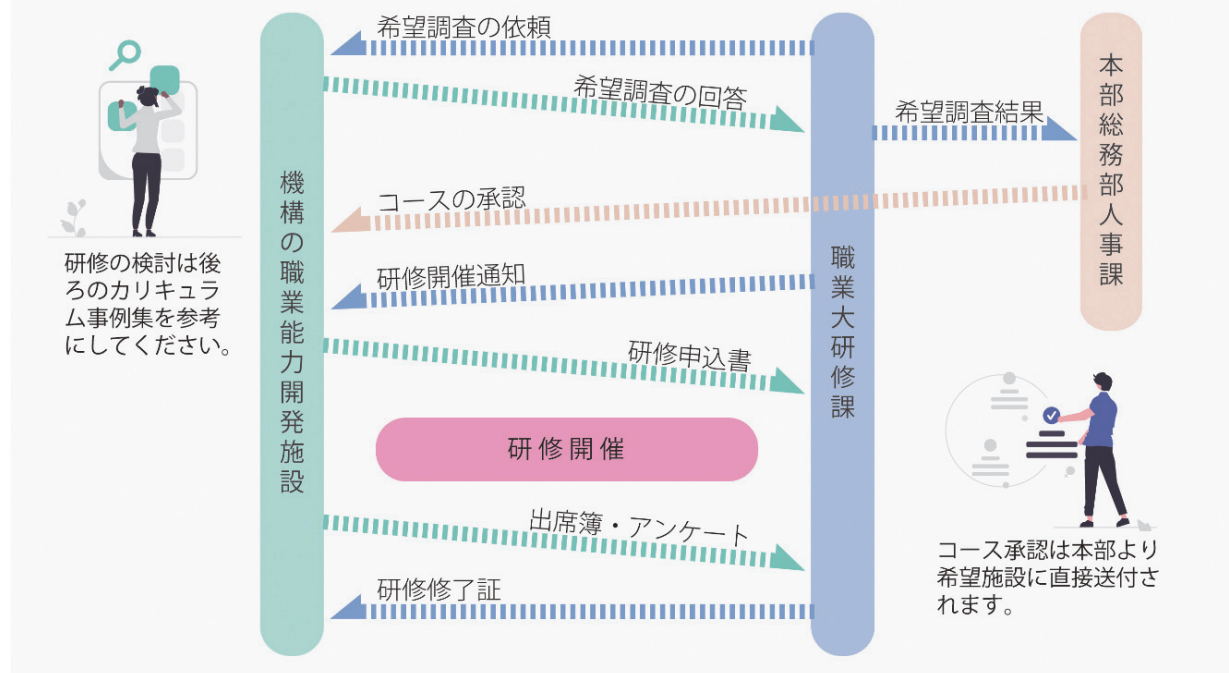 希望調査の依頼
希望調査の回答
希望調査結果
コースの承認
研修開催通知
研修申込書
研修開催
出席簿・アンケート
研修修了証
機構の職業能力開発施設
職業大研修課
本部総務部人事課
研修の検討は後
ろのカリキュラ
ム事例集を参考
にしてください。
コース承認は本部より
希望施設に直接送付さ
れます。